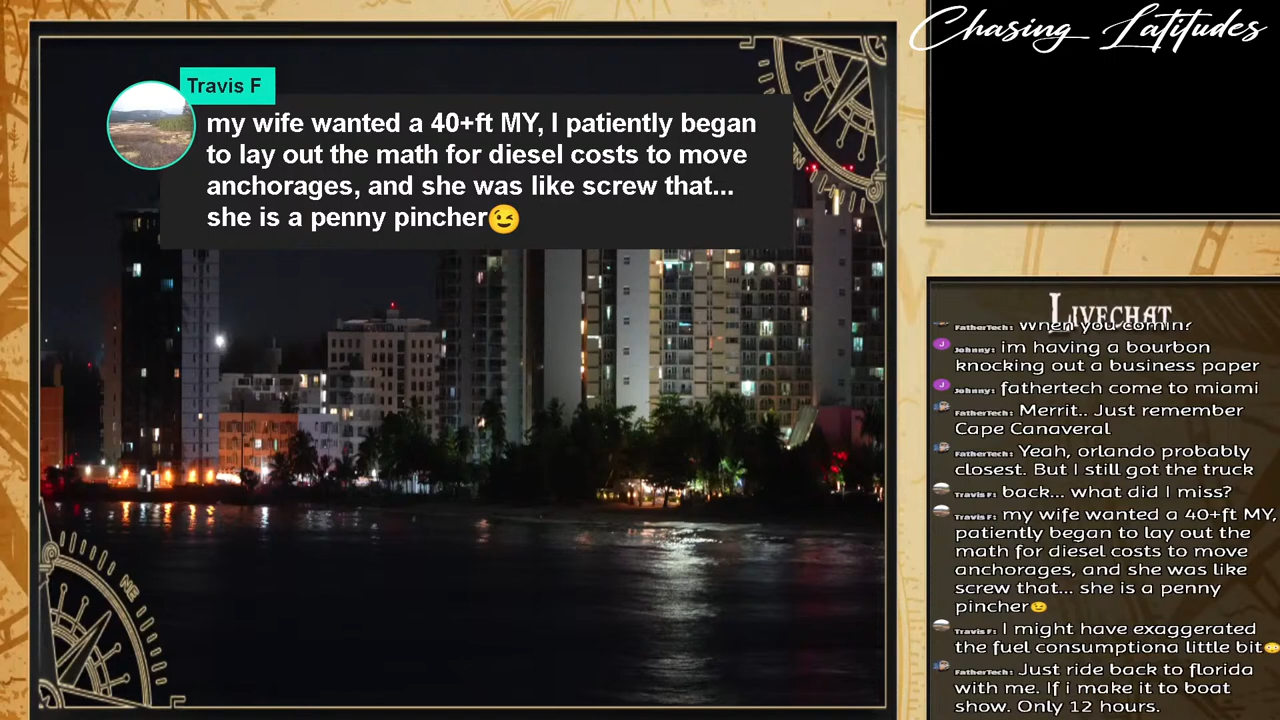 Chasing Latitudes
Travis F
my wife wanted a 40+ft MY, I patiently began
to lay out the math for diesel costs to move
anchorages, and she was like screw that...
she is a penny pincher😉
NE
LIVECHAT
FatherTech: When you comin?
Johnny: im having a bourbon
knocking out a business paper
Johnny: fathertech come to miami
FatherTech: Merrit.. Just remember
Cape Canaveral
FatherTech: Yeah, orlando probably
closest. But I still got the truck
Travis F: back... what did I miss?
Travis F: my wife wanted a 40+ft MY, I
patiently began to lay out the
math for diesel costs to move
anchorages, and she was like
screw that... she is a penny
pincher😉
Travis F: I might have exaggerated
the fuel consumptiona little bit😳
FatherTech: Just ride back to florida
with me. If i make it to boat
show. Only 12 hours.